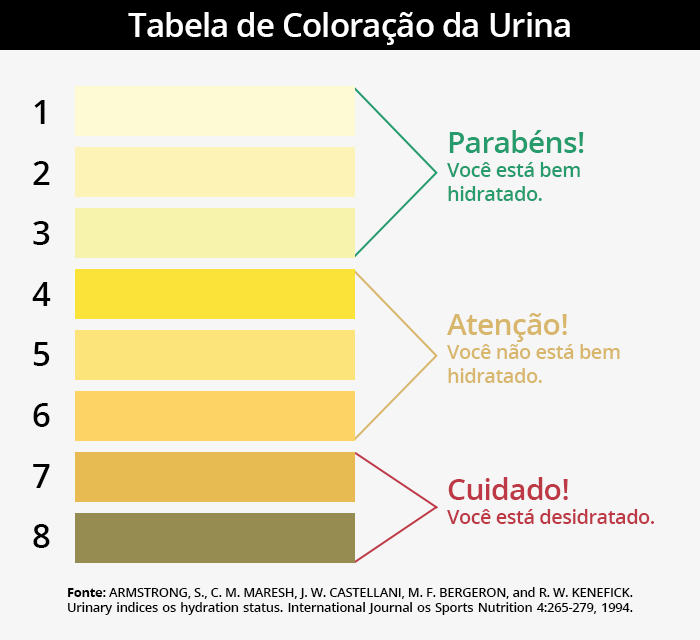 Tabela de Coloração da Urina
1
2
3
Parabéns!
Você está bem
hidratado.
4
5
6
Atenção!
Você não está bem
hidratado.
7
8
Cuidado!
Você está desidratado.
Fonte: ARMSTRONG, S., C. M. MARESH, J. W. CASTELLANI, M. F. BERGERON, and R. W. KENEFICK.
Urinary indices os hydration status. International Journal os Sports Nutrition 4:265-279, 1994.